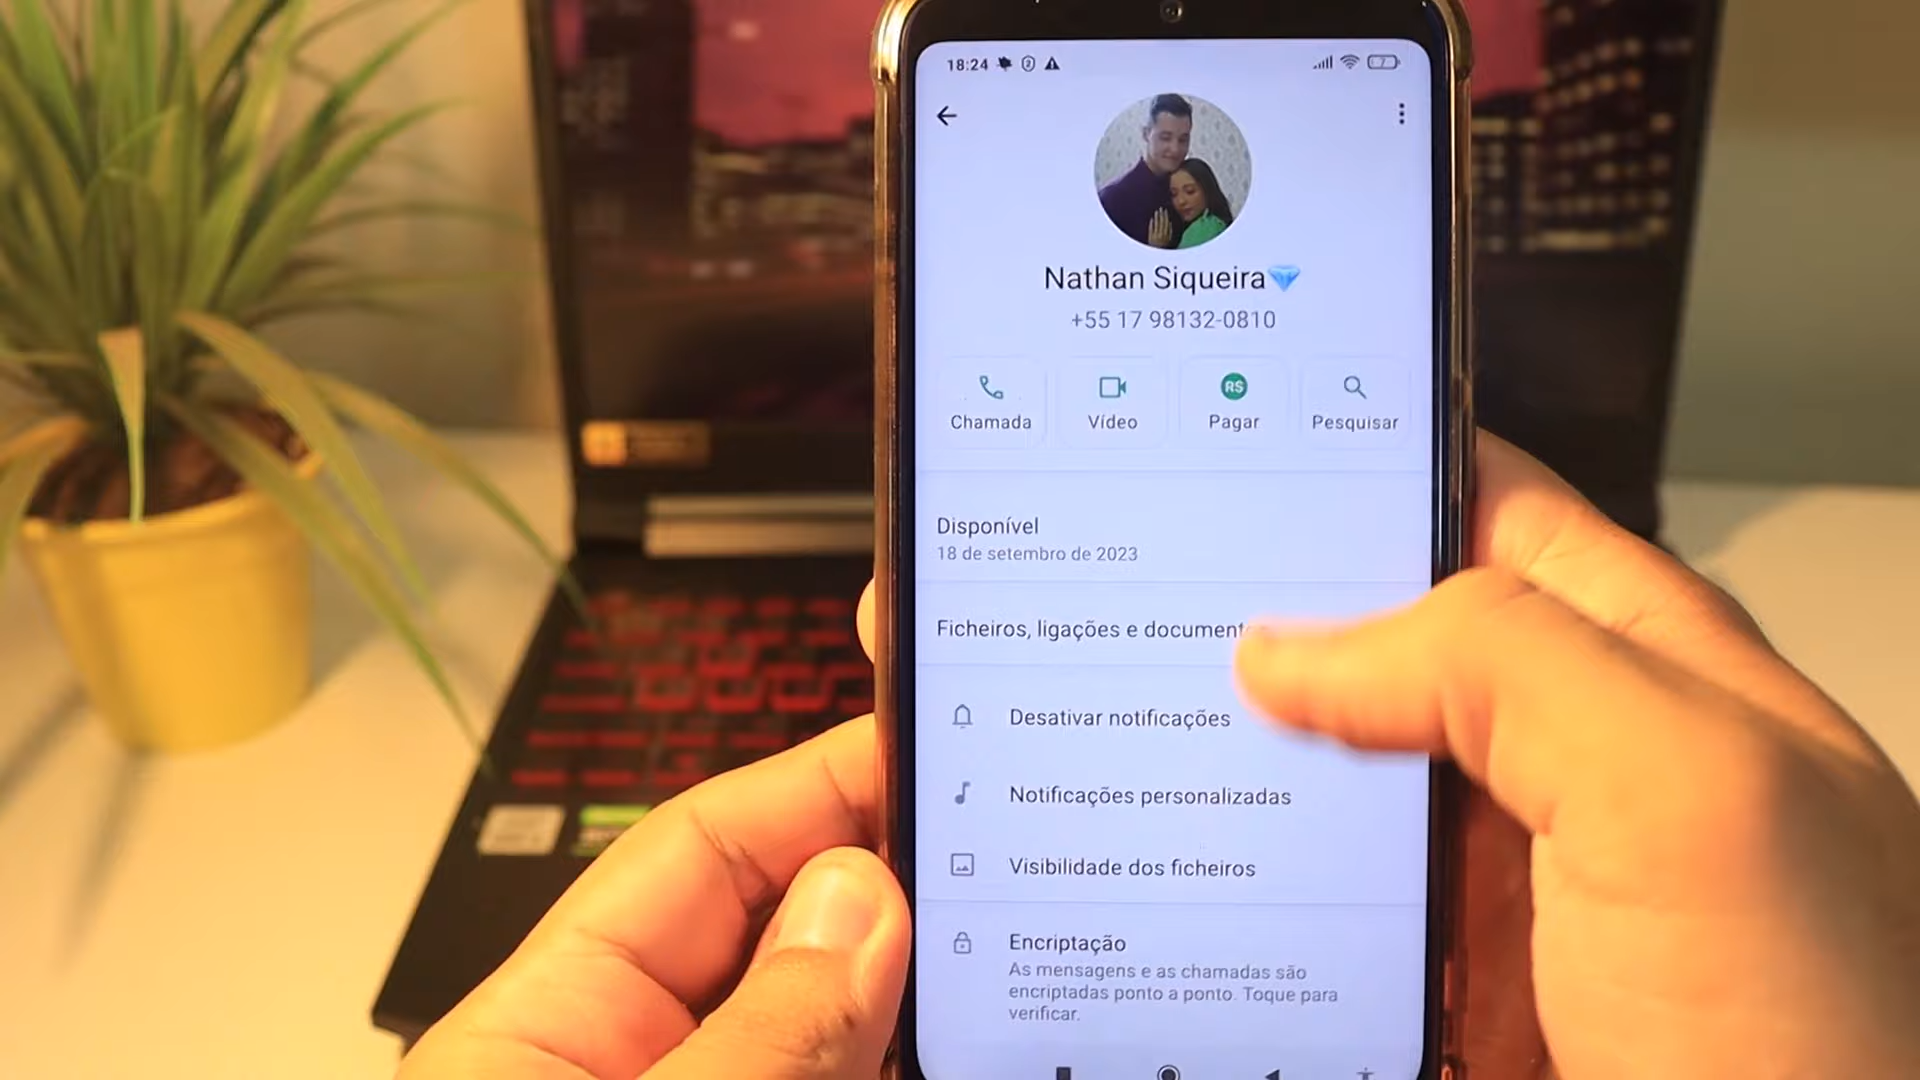 18:24
7
Nathan Siqueira💎
+55 17 98132-0810
R$
Chamada Vídeo Pagar Pesquisar
Disponível
18 de setembro de 2023
Ficheiros, ligações e document
Desativar notificações
Notificações personalizadas
Visibilidade dos ficheiros
Encriptação
As mensagens e as chamadas são
encriptadas ponto a ponto. Toque para
verificar.